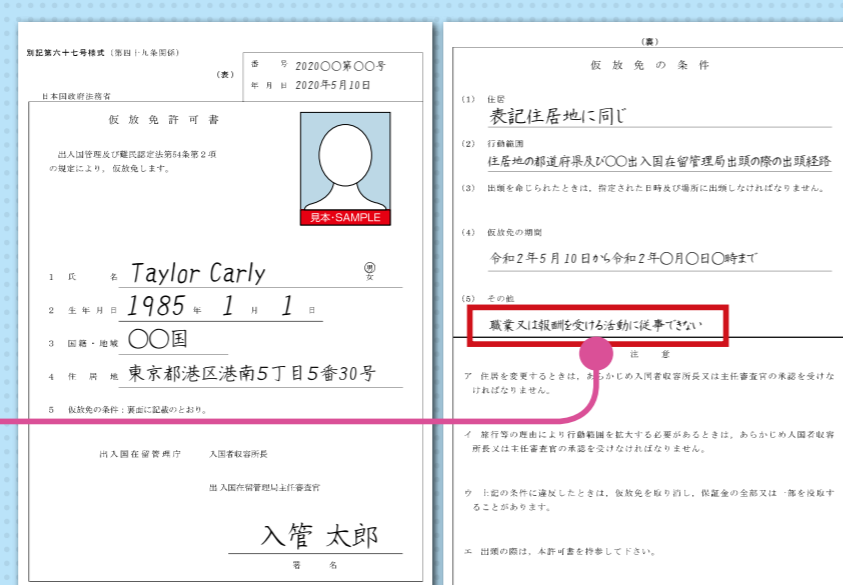 別記第六十七号様式（第四十九条関係）
（表）
番　号 2020〇〇第〇〇号
年 月 日 2020年5月10日
日本国政府法務省
仮放免許可書
出入国管理及び難民認定法第54条第２項
の規定により、仮放免します。
見本・SAMPLE
1 氏　名 Taylor Carly 男 女
2 生年月日 1985 年 1 月 1 日
3 国籍・地域 〇〇国
4 住居地 東京都港区港南5丁目5番30号
5 仮放免の条件：裏面に記載のとおり。
出入国在留管理庁 入国者収容所長
出入国在留管理局主任審査官
入管 太郎
署　名
（裏）
仮放免の条件
(1) 住居
表記住居地に同じ
(2) 行動範囲
住居地の都道府県及び〇〇出入国在留管理局出頭の際の出頭経路
(3) 出頭を命じられたときは、指定された日時及び場所に出頭しなければなりません。
(4) 仮放免の期間
令和2年5月10日から令和2年〇月〇日〇時まで
(5) その他
職業又は報酬を受ける活動に従事できない
注　意
ア 住居を変更するときは、あらかじめ入国者収容所長又は主任審査官の承認を受けな
ければなりません。
イ 旅行等の理由により行動範囲を拡大する必要があるときは、あらかじめ入国者収容
所長又は主任審査官の承認を受けなければなりません。
ウ 上記の条件に違反したときは、仮放免を取り消し、保証金の全部又は一部を没取す
ることがあります。
エ 出頭の際は、本許可書を持参して下さい。